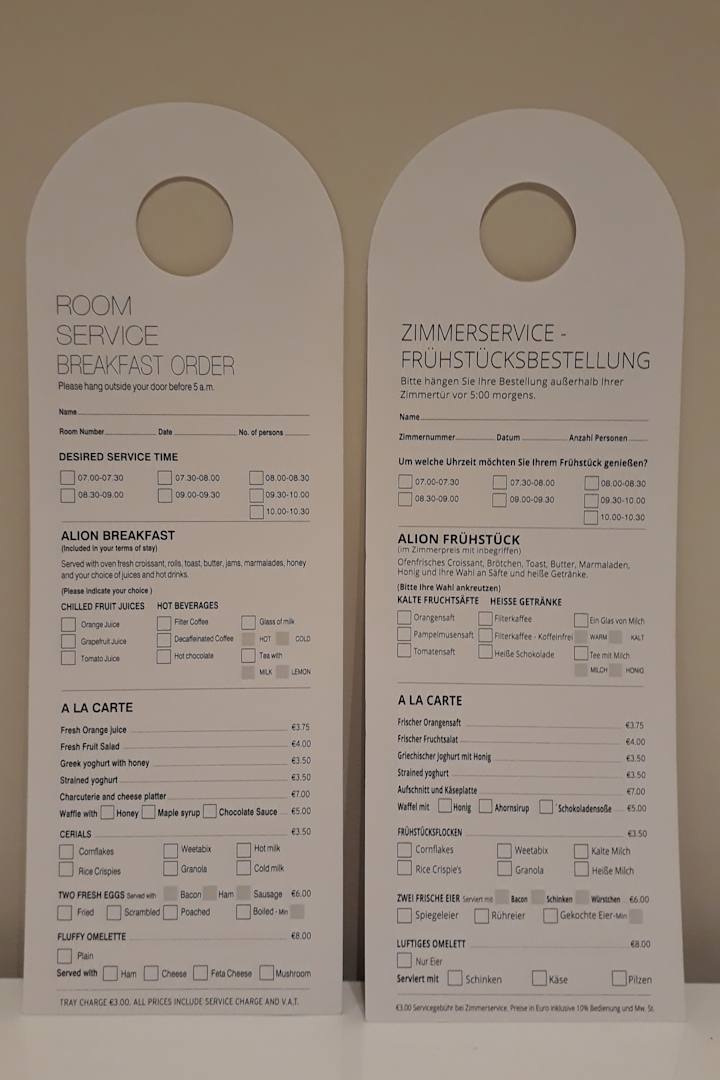 ROOM
SERVICE
BREAKFAST ORDER
Please hang outside your door before 5 a.m.
Name
Room Number Date No. of persons
DESIRED SERVICE TIME
07.00-07.30 07.30-08.00 08.00-08.30
08.30-09.00 09.00-09.30 09.30-10.00
10.00-10.30
ALION BREAKFAST
(Included in your terms of stay)
Served with oven fresh croissant, rolls, toast, butter, jams, marmalades, honey
and your choice of juices and hot drinks.
(Please indicate your choice )
CHILLED FRUIT JUICES HOT BEVERAGES
Orange Juice Filter Coffee Glass of milk
Grapefruit Juice Decaffeinated Coffee HOT COLD
Tomato Juice Hot chocolate Tea with
MILK LEMON
A LA CARTE
Fresh Orange juice €3.75
Fresh Fruit Salad €4.00
Greek yoghurt with honey €3.50
Strained yoghurt €3.50
Charcuterie and cheese platter €7.00
Waffle with Honey Maple syrup Chocolate Sauce €5.00
CERIALS €3.50
Cornflakes Weetabix Hot milk
Rice Crispies Granola Cold milk
TWO FRESH EGGS Served with Bacon Ham Sausage €6.00
Fried Scrambled Poached Boiled - Min
FLUFFY OMELETTE €8.00
Plain
Served with Ham Cheese Feta Cheese Mushroom
TRAY CHARGE €3.00. ALL PRICES INCLUDE SERVICE CHARGE AND V.A.T.
ZIMMERSERVICE -
FRÜHSTÜCKSBESTELLUNG
Bitte hängen Sie Ihre Bestellung außerhalb Ihrer
Zimmertür vor 5:00 morgens.
Name
Zimmernummer Datum Anzahl Personen
Um welche Uhrzeit möchten Sie Ihrem Frühstück genießen?
07.00-07.30 07.30-08.00 08.00-08.30
08.30-09.00 09.00-09.30 09.30-10.00
10.00-10.30
ALION FRÜHSTÜCK
(im Zimmerpreis mit inbegriffen)
Ofenfrisches Croissant, Brötchen, Toast, Butter, Marmaladen,
Honig und Ihre Wahl an Säfte und heiße Getränke.
(Bitte Ihre Wahl ankreutzen)
KALTE FRUCHTSÄFTE HEISSE GETRÄNKE
Orangensaft Filterkaffee Ein Glas von Milch
Pampelmusensaft Filterkaffee - Koffeinfrei WARM KALT
Tomatensaft Heiße Schokolade Tee mit Milch
MILCH HONIG
A LA CARTE
Frischer Orangensaft €3.75
Frischer Fruchtsalat €4.00
Griechischer Joghurt mit Honig €3.50
Strained yoghurt €3.50
Aufschnitt und Käseplatte €7.00
Waffel mit Honig Ahornsirup Schokoladensoße €5.00
FRÜHSTÜCKSFLOCKEN €3.50
Cornflakes Weetabix Kalte Milch
Rice Crispie's Granola Heiße Milch
ZWEI FRISCHE EIER Serviert mit Bacon Schinken Würstchen €6.00
Spiegeleier Rühreier Gekochte Eier-Min
LUFTIGES OMELETT €8.00
Nur Eier
Serviert mit Schinken Käse Pilzen
€3.00 Servicegebühr bei Zimmerservice. Preise in Euro inklusive 10% Bedienung und Mw. St.